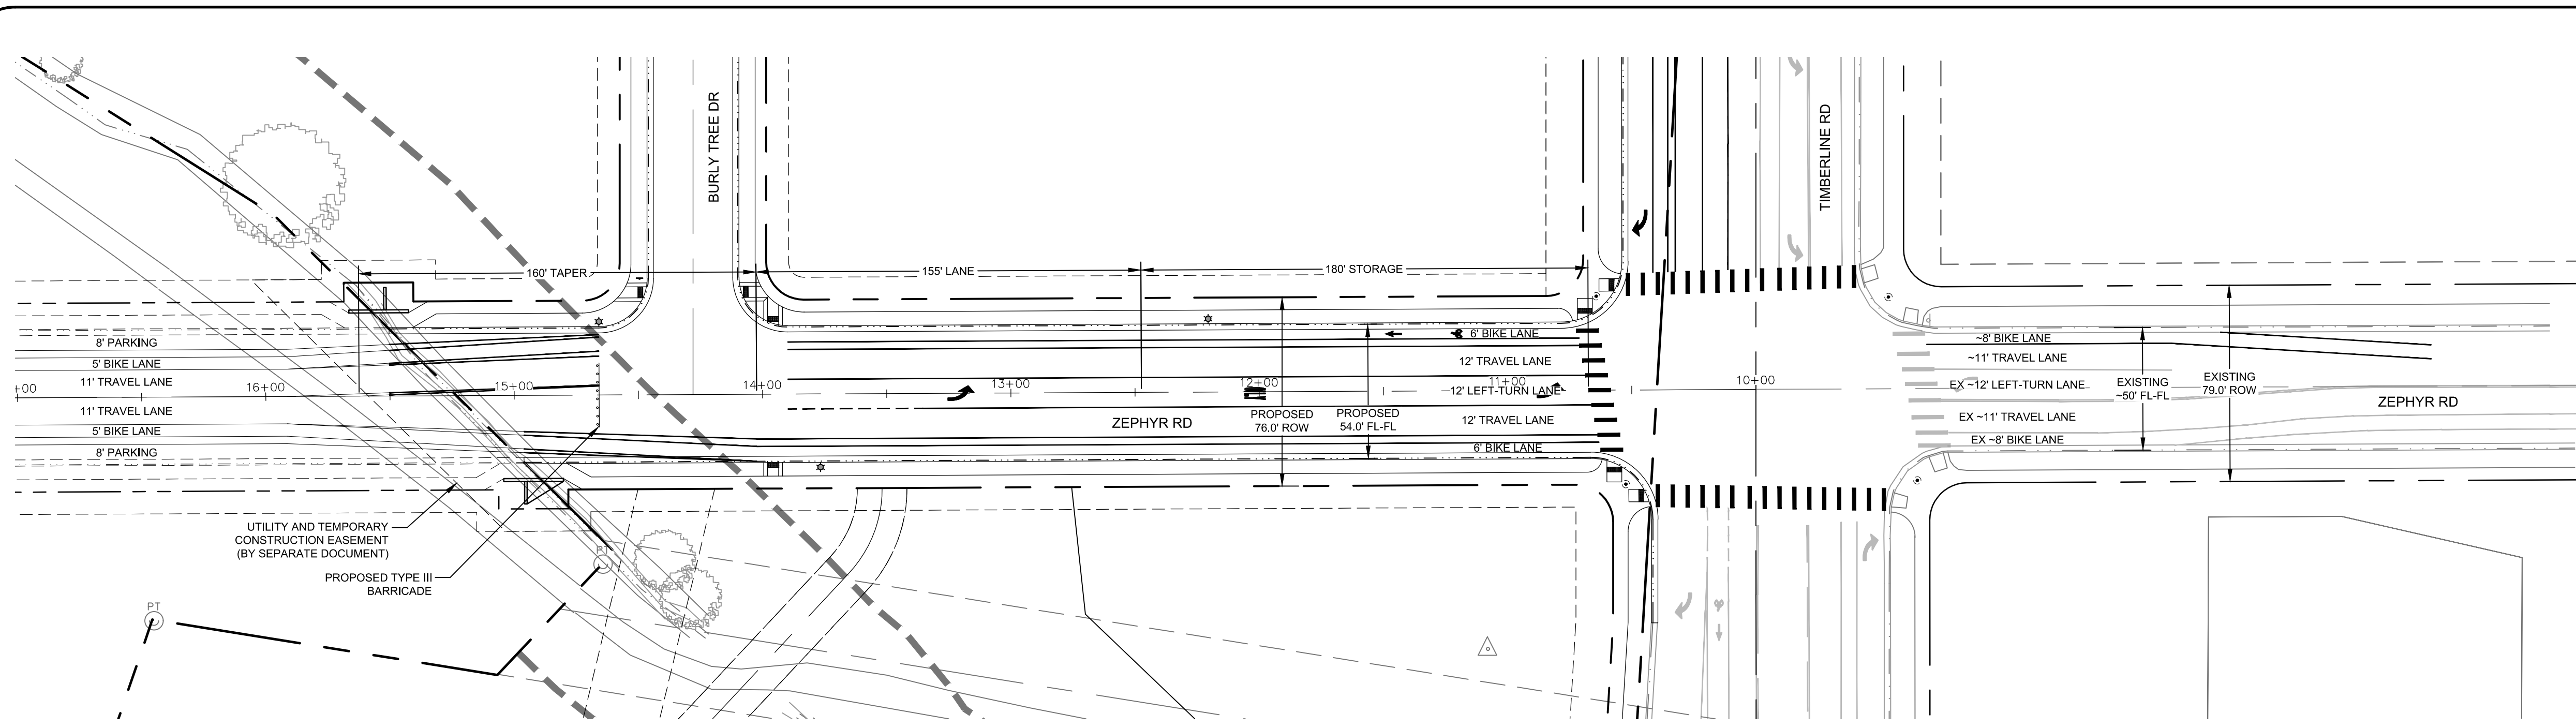 BURLY TREE DR
TIMBERLINE RD
160' TAPER
155' LANE
180' STORAGE
8' PARKING
5' BIKE LANE
11' TRAVEL LANE
11' TRAVEL LANE
5' BIKE LANE
8' PARKING
+00
16+00
15+00
14+00
13+00
12+00
11+00
10+00
6' BIKE LANE
12' TRAVEL LANE
12' LEFT-TURN LANE
12' TRAVEL LANE
6' BIKE LANE
ZEPHYR RD
PROPOSED
76.0' ROW
PROPOSED
54.0' FL-FL
~8' BIKE LANE
~11' TRAVEL LANE
EX ~12' LEFT-TURN LANE
EX ~11' TRAVEL LANE
EX ~8' BIKE LANE
EXISTING
~50' FL-FL
EXISTING
79.0' ROW
ZEPHYR RD
UTILITY AND TEMPORARY
CONSTRUCTION EASEMENT
(BY SEPARATE DOCUMENT)
PROPOSED TYPE III
BARRICADE
PT
PT